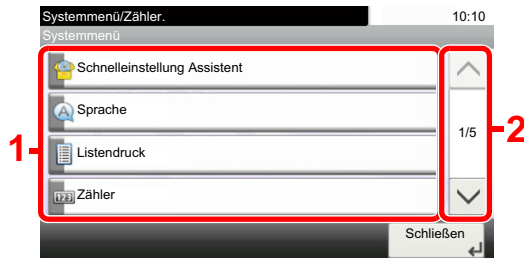 Systemmenü/Zähler.
10:10
Systemmenü
Schnelleinstellung Assistent
Sprache
1/5
Listendruck
Zähler
Schließen
1
2